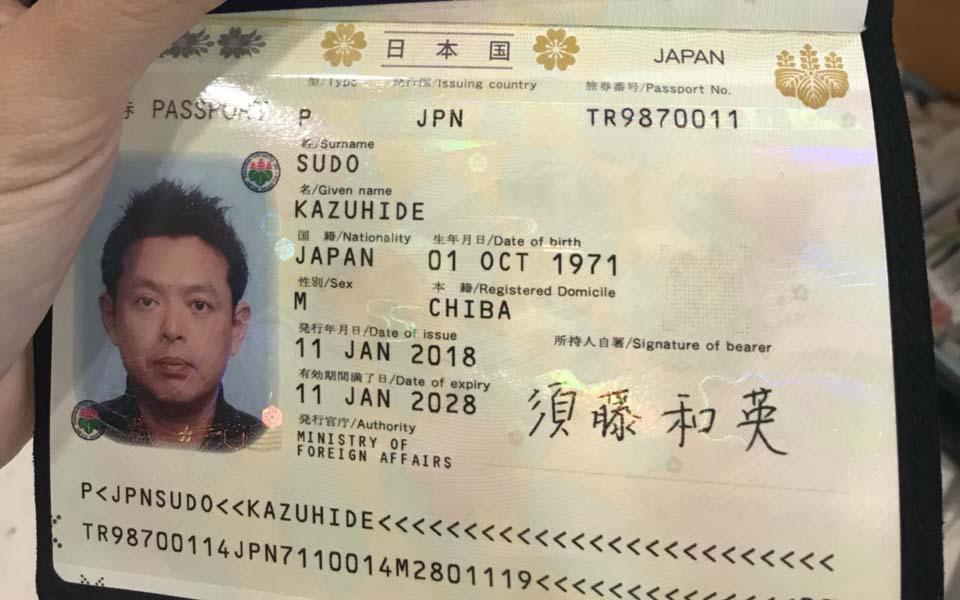 日本国 JAPAN
型/Type 発行国/Issuing country 旅券番号/Passport No.
券 PASSPORT P JPN TR9870011
姓/Surname
SUDO
名/Given name
KAZUHIDE
国 籍/Nationality 生年月日/Date of birth
JAPAN 01 OCT 1971
性別/Sex 本 籍/Registered Domicile
M CHIBA
発行年月日/Date of issue 所持人自署/Signature of bearer
11 JAN 2018
有効期間満了日/Date of expiry
11 JAN 2028 須藤和英
発行官庁/Authority
MINISTRY OF
FOREIGN AFFAIRS
P<JPNSUDO<<KAZUHIDE<<<<<<<<<<<<<<<<<<<<<<<<<
TR98700114JPN7110014M2801119<<<<<<<<<<<<<<